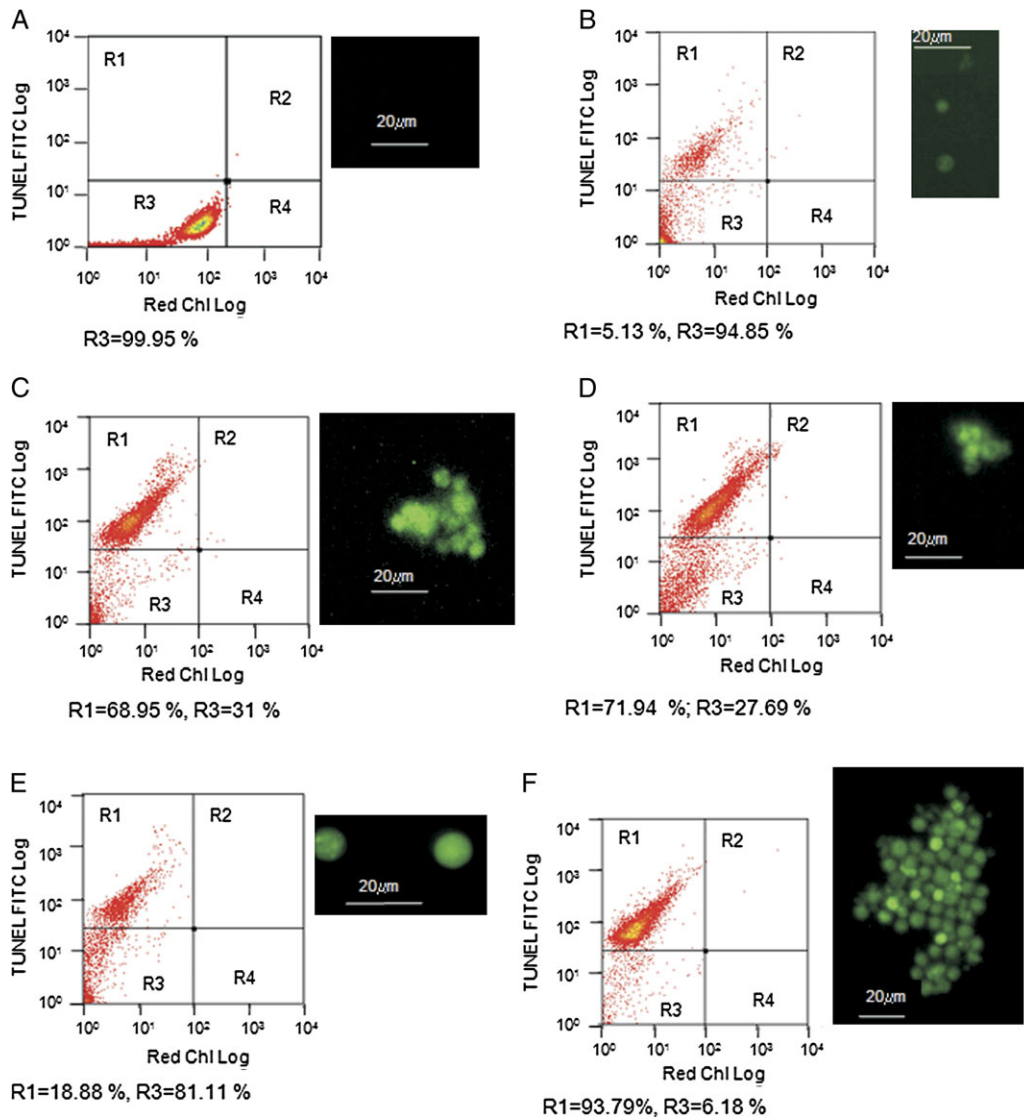 A
TUNEL FITC Log
10⁴
10³
10²
10¹
10⁰
R1
R2
R3
R4
10⁰ 10¹ 10² 10³ 10⁴
Red Chl Log
20μm
R3=99.95 %
B
TUNEL FITC Log
10⁴
10³
10²
10¹
10⁰
R1
R2
R3
R4
10⁰ 10¹ 10² 10³ 10⁴
Red Chl Log
20μm
R1=5.13 %, R3=94.85 %
C
TUNEL FITC Log
10⁴
10³
10²
10¹
10⁰
R1
R2
R3
R4
10⁰ 10¹ 10² 10³ 10⁴
Red Chl Log
20μm
R1=68.95 %, R3=31 %
D
TUNEL FITC Log
10⁴
10³
10²
10¹
10⁰
R1
R2
R3
R4
10⁰ 10¹ 10² 10³ 10⁴
Red Chl Log
20μm
R1=71.94 %; R3=27.69 %
E
TUNEL FITC Log
10⁴
10³
10²
10¹
10⁰
R1
R2
R3
R4
10⁰ 10¹ 10² 10³ 10⁴
Red Chl Log
20μm
R1=18.88 %, R3=81.11 %
F
TUNEL FITC Log
10⁴
10³
10²
10¹
10⁰
R1
R2
R3
R4
10⁰ 10¹ 10² 10³ 10⁴
Red Chl Log
20μm
R1=93.79%, R3=6.18 %